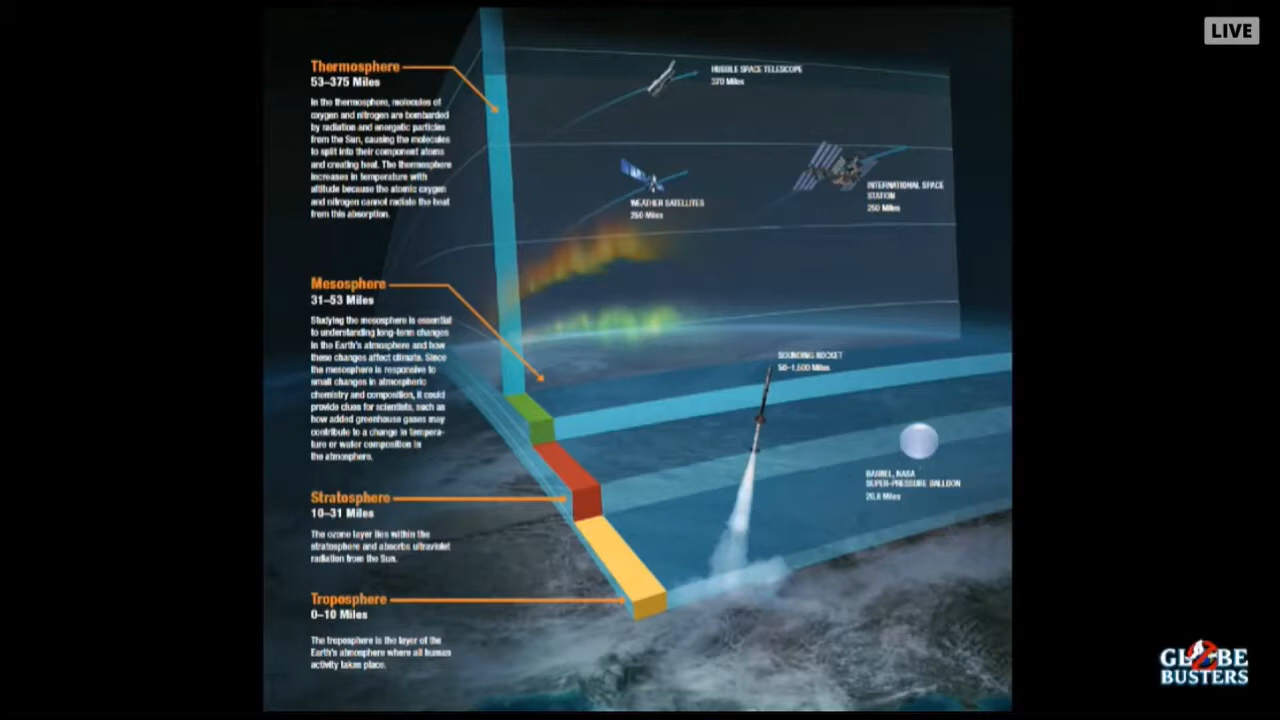 LIVE
Thermosphere
53–375 Miles
In the thermosphere, molecules of
oxygen and nitrogen are bombarded
by radiation and energetic particles
from the Sun, causing the molecules
to split into their component atoms
and creating heat. The thermosphere
increases in temperature with
altitude because the atomic oxygen
and nitrogen cannot radiate the heat
from this absorption.
HUBBLE SPACE TELESCOPE
370 Miles
WEATHER SATELLITES
250 Miles
INTERNATIONAL SPACE
STATION
250 Miles
Mesosphere
31–53 Miles
Studying the mesosphere is essential
to understanding long-term changes
in the Earth's atmosphere and how
these changes affect climate. Since
the mesosphere is responsive to
small changes in atmospheric
chemistry and composition, it could
provide clues for scientists, such as
how added greenhouse gases may
contribute to a change in tempera-
ture or water composition in
the atmosphere.
SOUNDING ROCKET
50–1,500 Miles
BARREL, NASA
SUPER-PRESSURE BALLOON
20.8 Miles
Stratosphere
10–31 Miles
The ozone layer lies within the
stratosphere and absorbs ultraviolet
radiation from the Sun.
Troposphere
0–10 Miles
The troposphere is the layer of the
Earth's atmosphere where all human
activity takes place.
GLOBE
BUSTERS